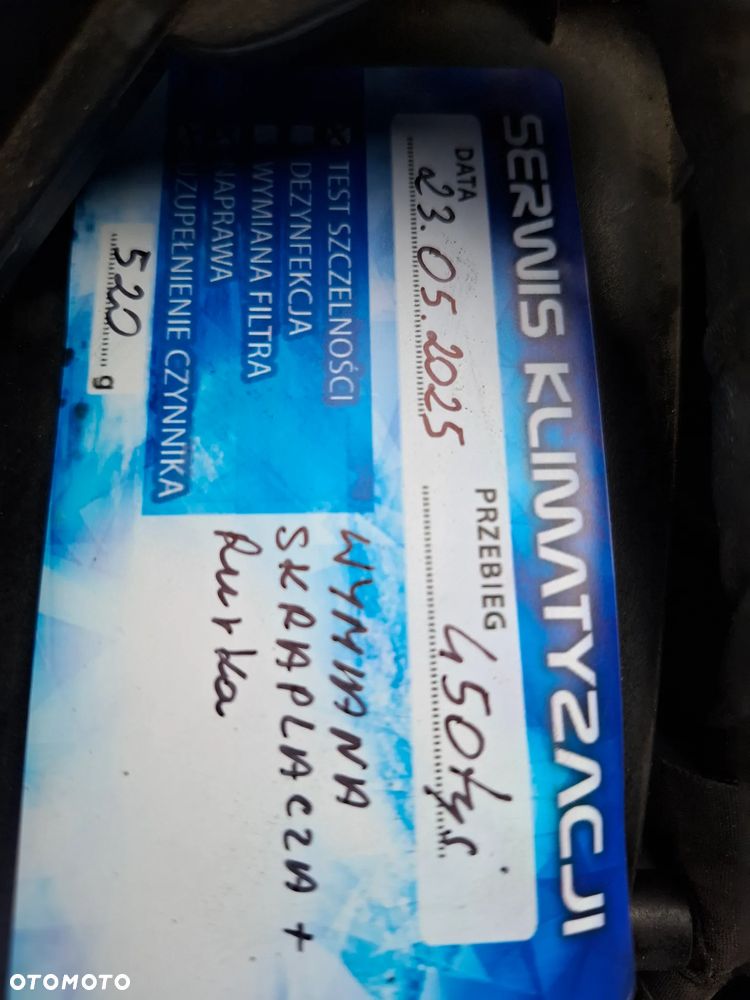 SERWIS KLIMATYZACJI
DATA 23.05.2025 PRZEBIEG 450tyś
TEST SZCZELNOŚCI
DEZYNFEKCJA
WYMIANA FILTRA
NAPRAWA
UZUPEŁNIENIE CZYNNIKA
520 g
WYMIANA
SKRAPLACZA +
Rurka
OTOMOTO